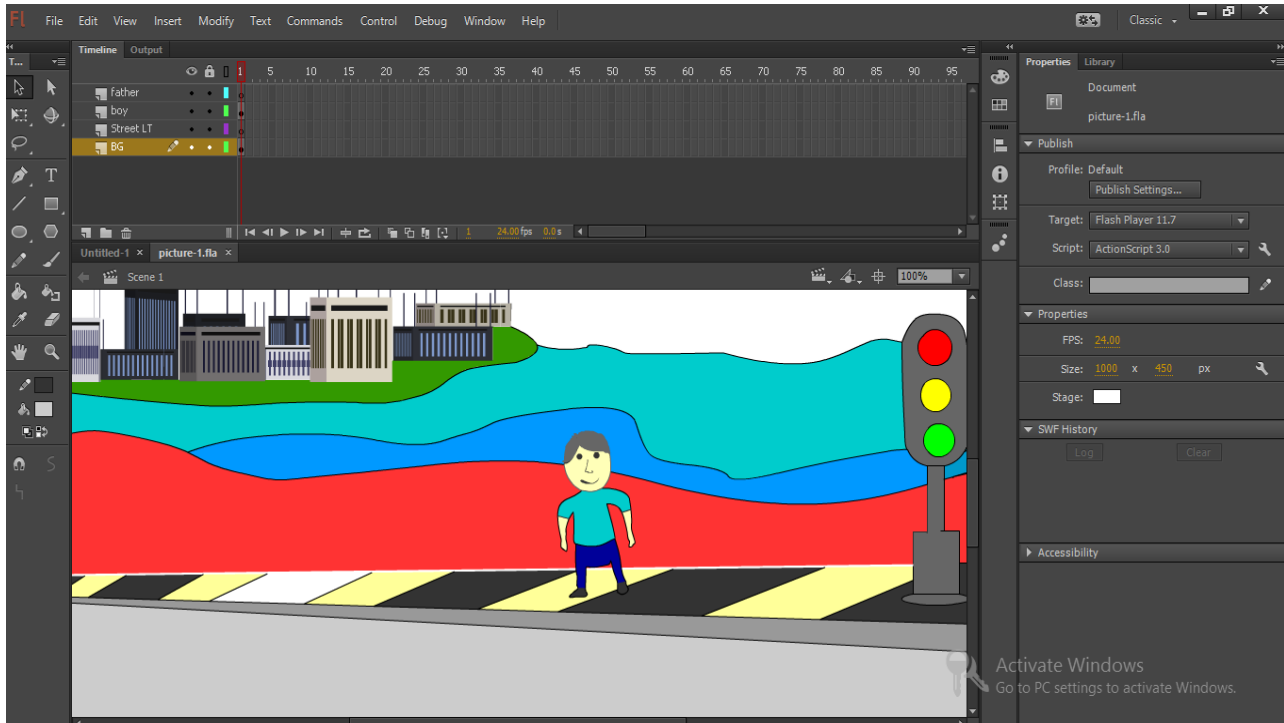 Fl File Edit View Insert Modify Text Commands Control Debug Window Help Classic
Timeline Output
T...
1 5 10 15 20 25 30 35 40 45 50 55 60 65 70 75 80 85 90 95
father
boy
Street LT
BG
1 24.00 fps 0.0 s
Untitled-1 × picture-1.fla ×
Scene 1
100%
Properties Library
Document
Fl
picture-1.fla
Publish
Profile: Default
Publish Settings...
Target: Flash Player 11.7
Script: ActionScript 3.0
Class:
Properties
FPS: 24.00
Size: 1000 x 450 px
Stage:
SWF History
Log Clear
Accessibility
Activate Windows
Go to PC settings to activate Windows.